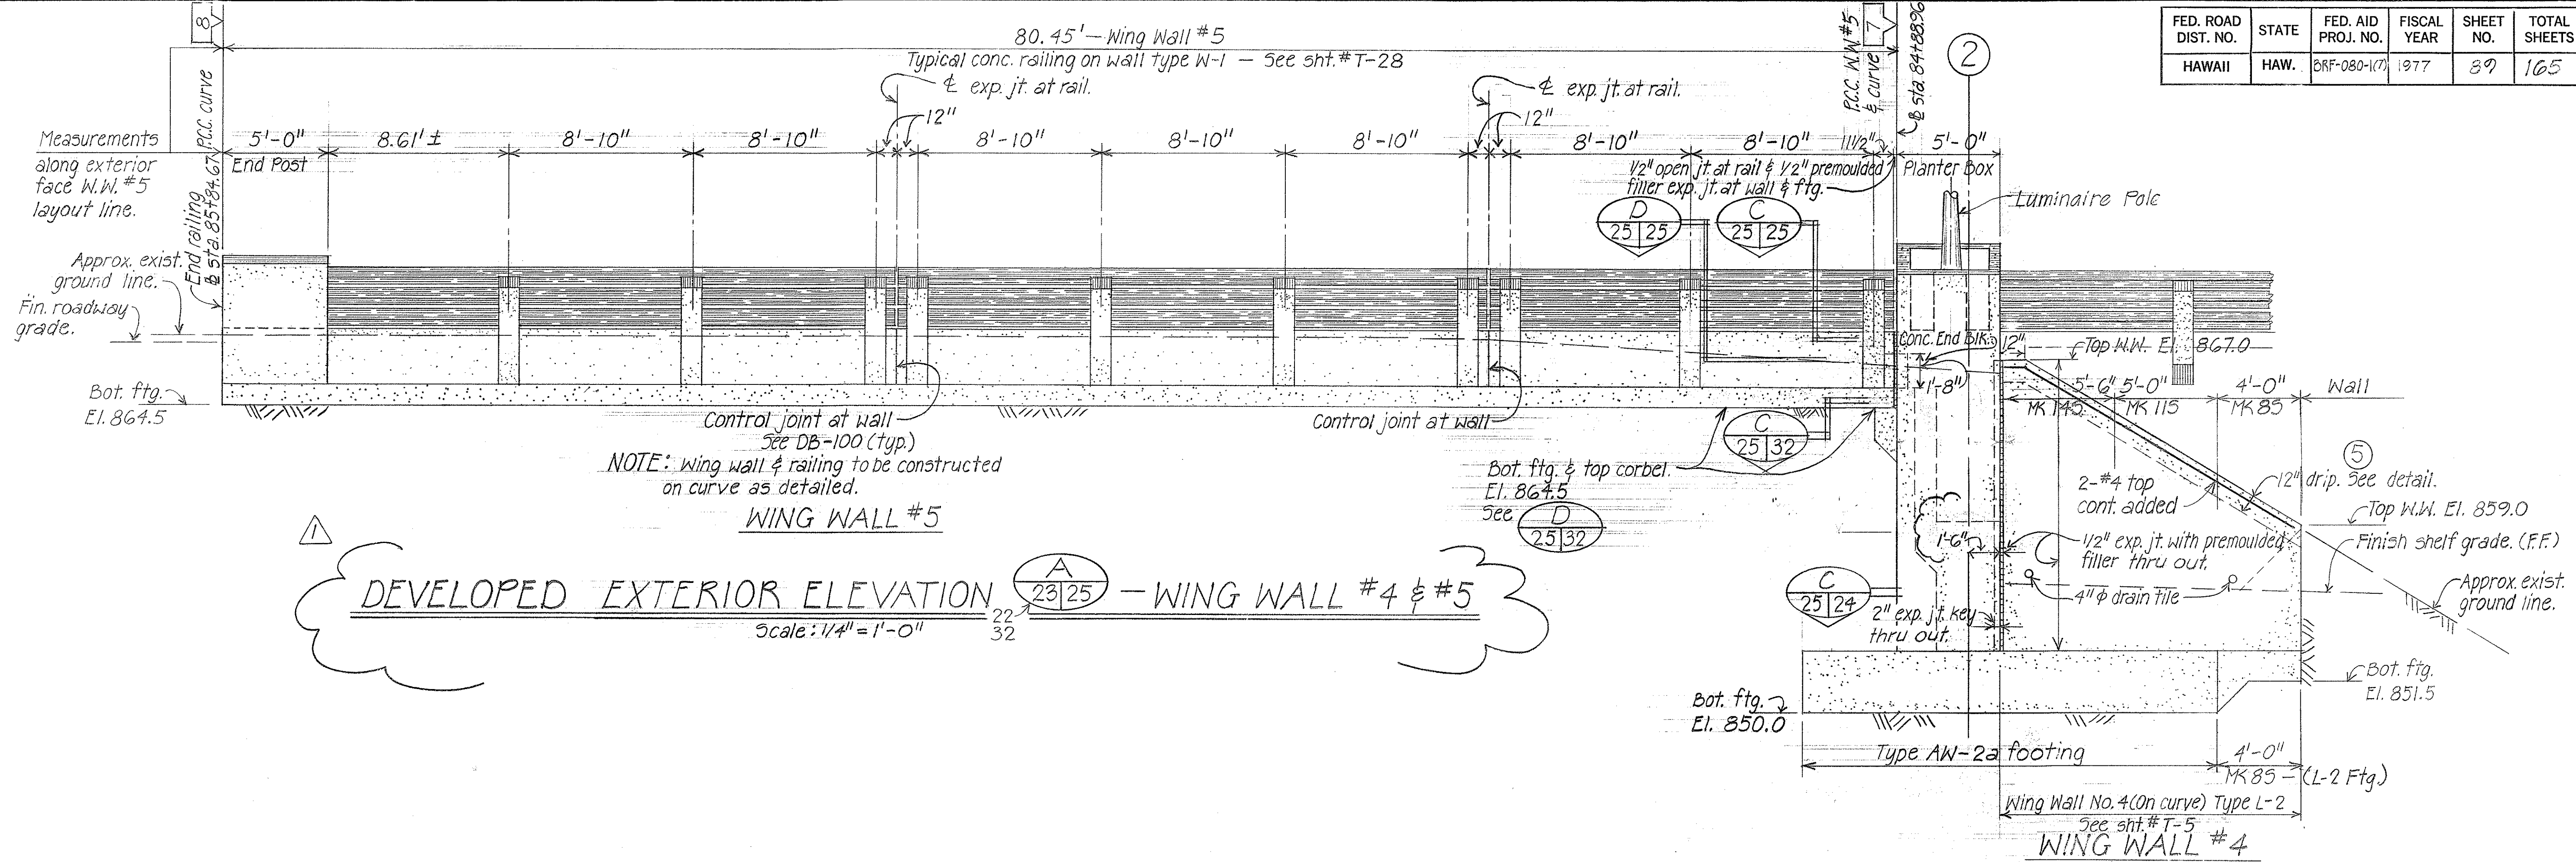 8
80.45'— Wing Wall #5
Typical conc. railing on wall type W-1 — See sht. #T-28
℄ exp. jt. at rail.
℄ exp. jt. at rail.
12"
12"
P.C.C. W.W. #5
& curve
7
℄ sta. 84+88.96
2
FED. ROAD DIST. NO.
STATE
FED. AID PROJ. NO.
FISCAL YEAR
SHEET NO.
TOTAL SHEETS
HAWAII
HAW.
BRF-080-1(7)
1977
89
165
Measurements
along exterior
face W.W. #5
layout line.
P.C.C. curve
End railing
℄ sta. 85+84.67
5'-0"
8.61' ±
8'-10"
8'-10"
8'-10"
8'-10"
8'-10"
8'-10"
8'-10"
11 1/2"
5'-0"
End Post
1/2" open jt. at rail & 1/2" premoulded
filler exp. jt. at wall & ftg.
Planter Box
Luminaire Pole
D
25 25
C
25 25
Approx. exist.
ground line.
Fin. roadway
grade.
Bot. ftg.
El. 864.5
Conc. End Blk.
12"
Top W.W. El. 867.0
1'-8"
5'-6"
5'-0"
4'-0"
Wall
MK 145
MK 115
MK 85
Control joint at wall
See DB-100 (typ.)
Control joint at wall
C
25 32
NOTE: Wing wall & railing to be constructed
on curve as detailed.
WING WALL #5
Bot. ftg. & top corbel.
El. 864.5
See
D
25 32
2-#4 top
cont. added
5
12" drip. See detail.
Top W.W. El. 859.0
1'-6"
1/2" exp. jt. with premoulded
filler thru out.
Finish shelf grade. (F.F.)
4" φ drain tile
Approx. exist.
ground line.
1
DEVELOPED EXTERIOR ELEVATION
A
23 25
— WING WALL #4 & #5
Scale: 1/4" = 1'-0"
22
32
C
25 24
2" exp. jt. key
thru out.
Bot. ftg.
El. 850.0
Bot. ftg.
El. 851.5
Type AW-2a footing
4'-0"
MK 85 — (L-2 Ftg.)
Wing Wall No. 4 (On curve) Type L-2
See sht. # T-5
WING WALL #4